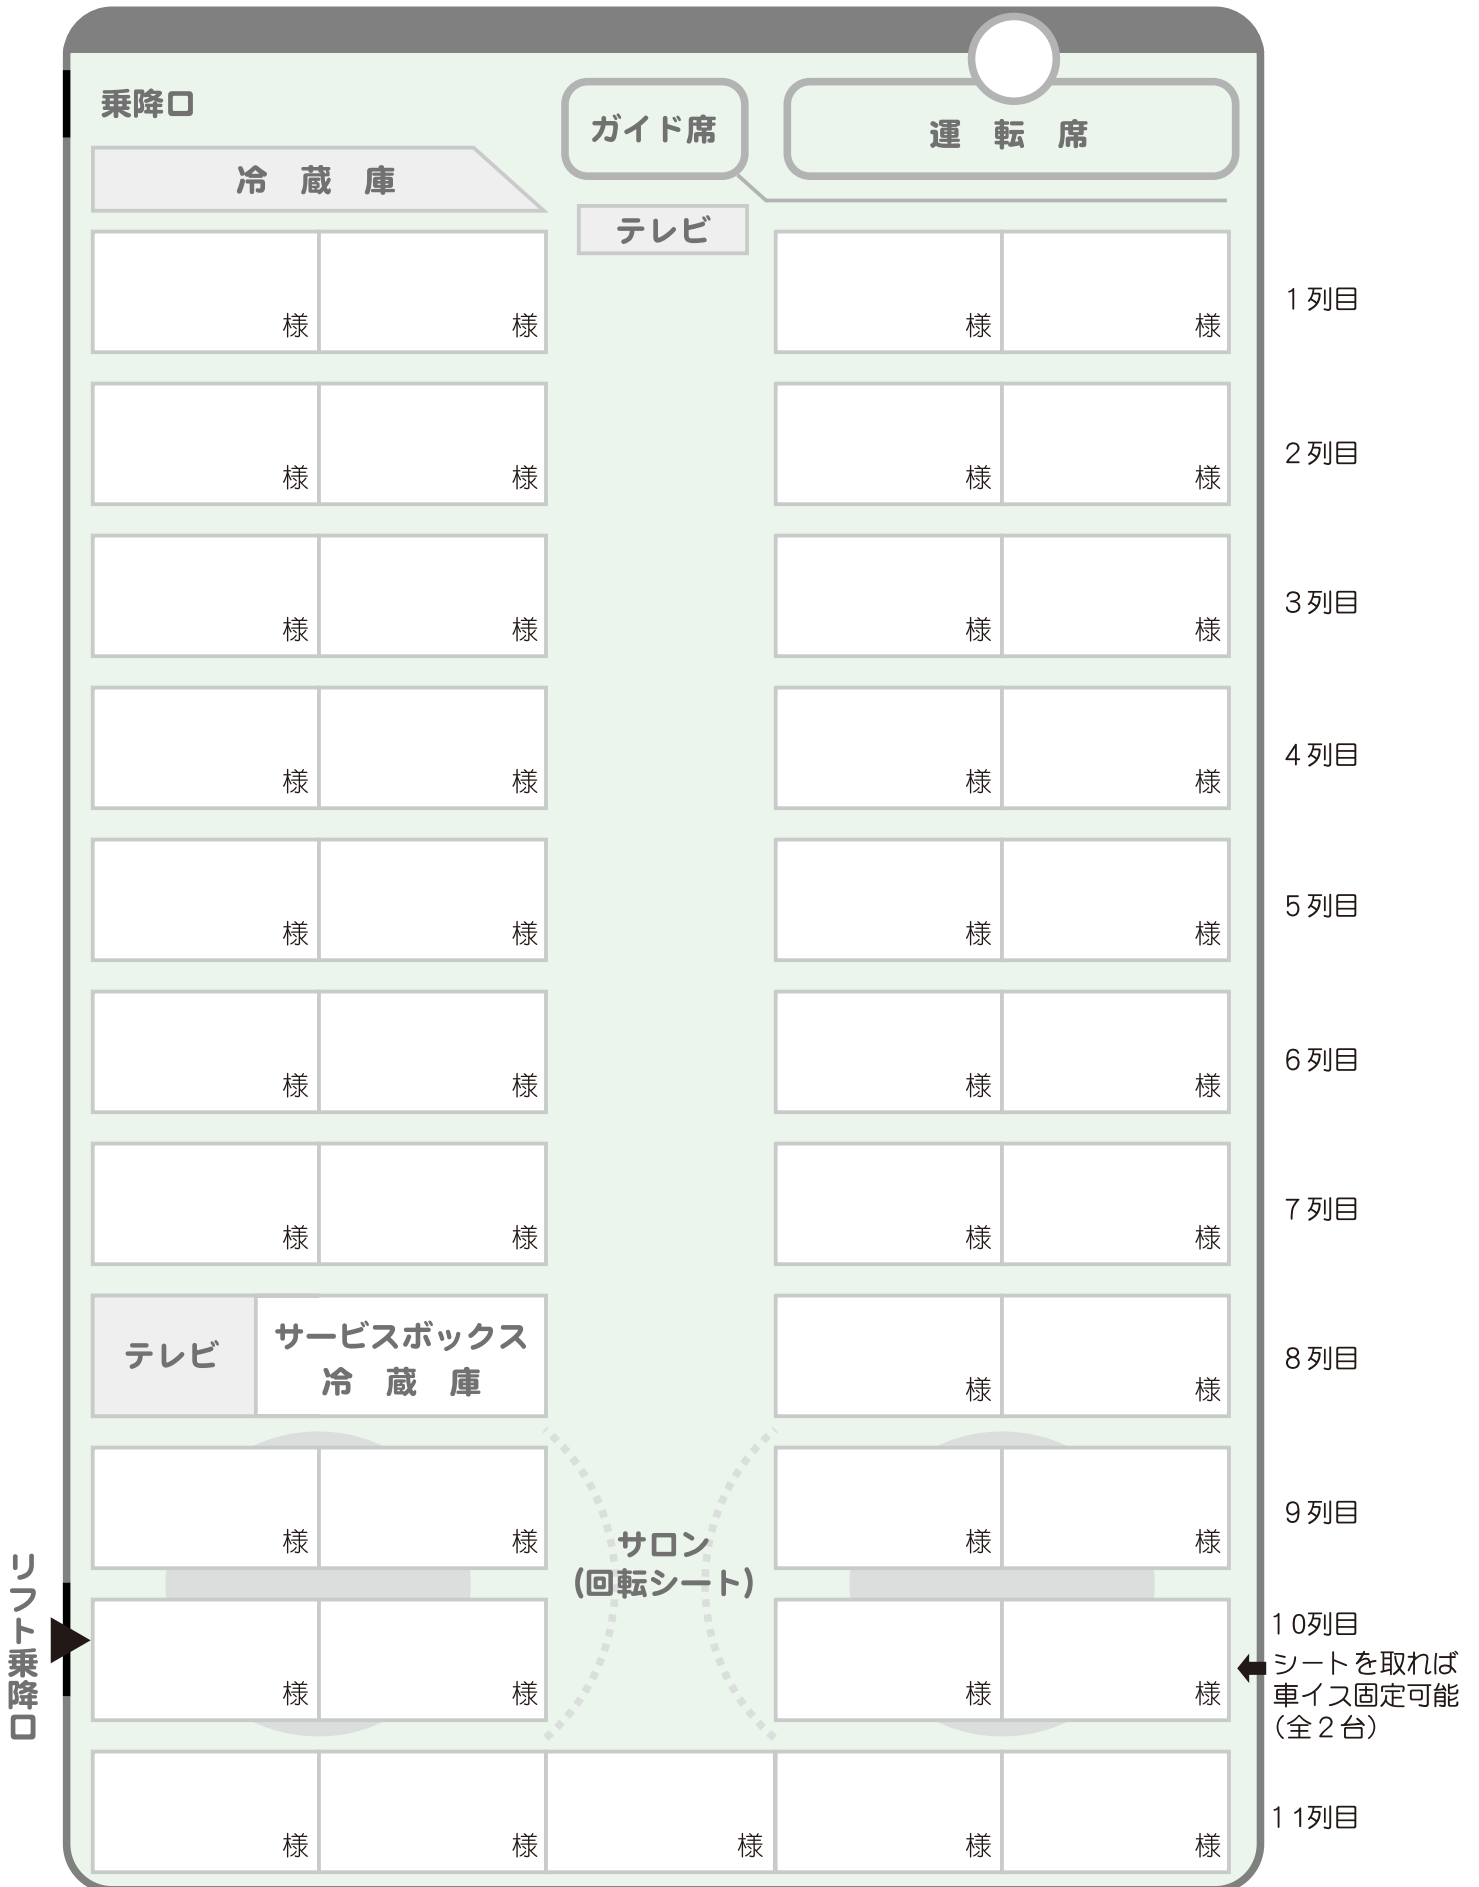 乗降口
ガイド席
運　転　席
冷　蔵　庫
テレビ
様 様 様 様 1列目
様 様 様 様 2列目
様 様 様 様 3列目
様 様 様 様 4列目
様 様 様 様 5列目
様 様 様 様 6列目
様 様 様 様 7列目
テレビ
サービスボックス
冷　蔵　庫
様 様 8列目
様 様 様 様 9列目
サロン
(回転シート)
リフト乗降口
様 様 様 様 10列目
シートを取れば
車イス固定可能
(全2台)
様 様 様 様 様 11列目